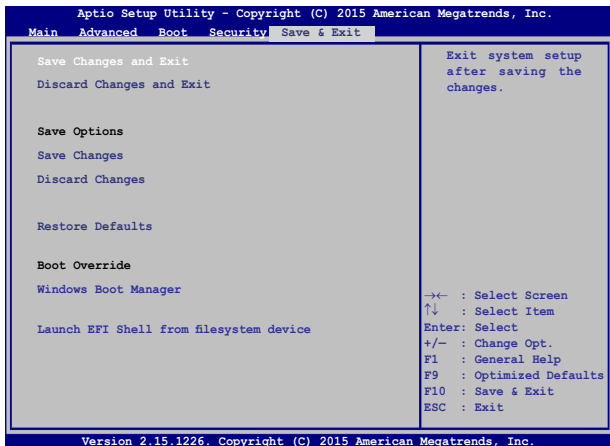 Aptio Setup Utility - Copyright (C) 2015 American Megatrends, Inc.
Main Advanced Boot Security Save & Exit
Save Changes and Exit
Discard Changes and Exit
Save Options
Save Changes
Discard Changes
Restore Defaults
Boot Override
Windows Boot Manager
Launch EFI Shell from filesystem device
Exit system setup
after saving the
changes.
→← : Select Screen
↑↓ : Select Item
Enter: Select
+/— : Change Opt.
F1 : General Help
F9 : Optimized Defaults
F10 : Save & Exit
ESC : Exit
Version 2.15.1226. Copyright (C) 2015 American Megatrends, Inc.